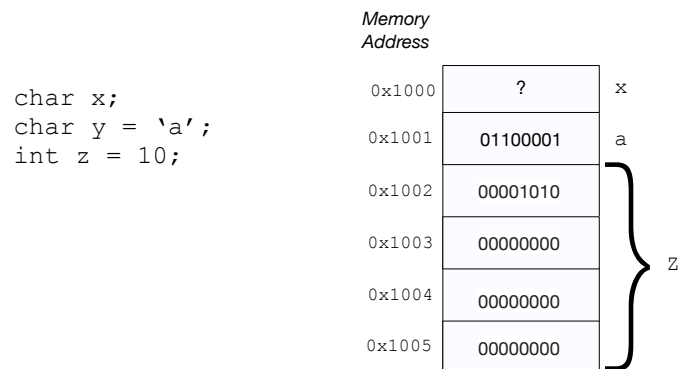 Memory
Address
char x;
char y = ‘a’;
int z = 10;
0x1000 ? x
0x1001 01100001 a
0x1002 00001010
0x1003 00000000
z
0x1004 00000000
0x1005 00000000